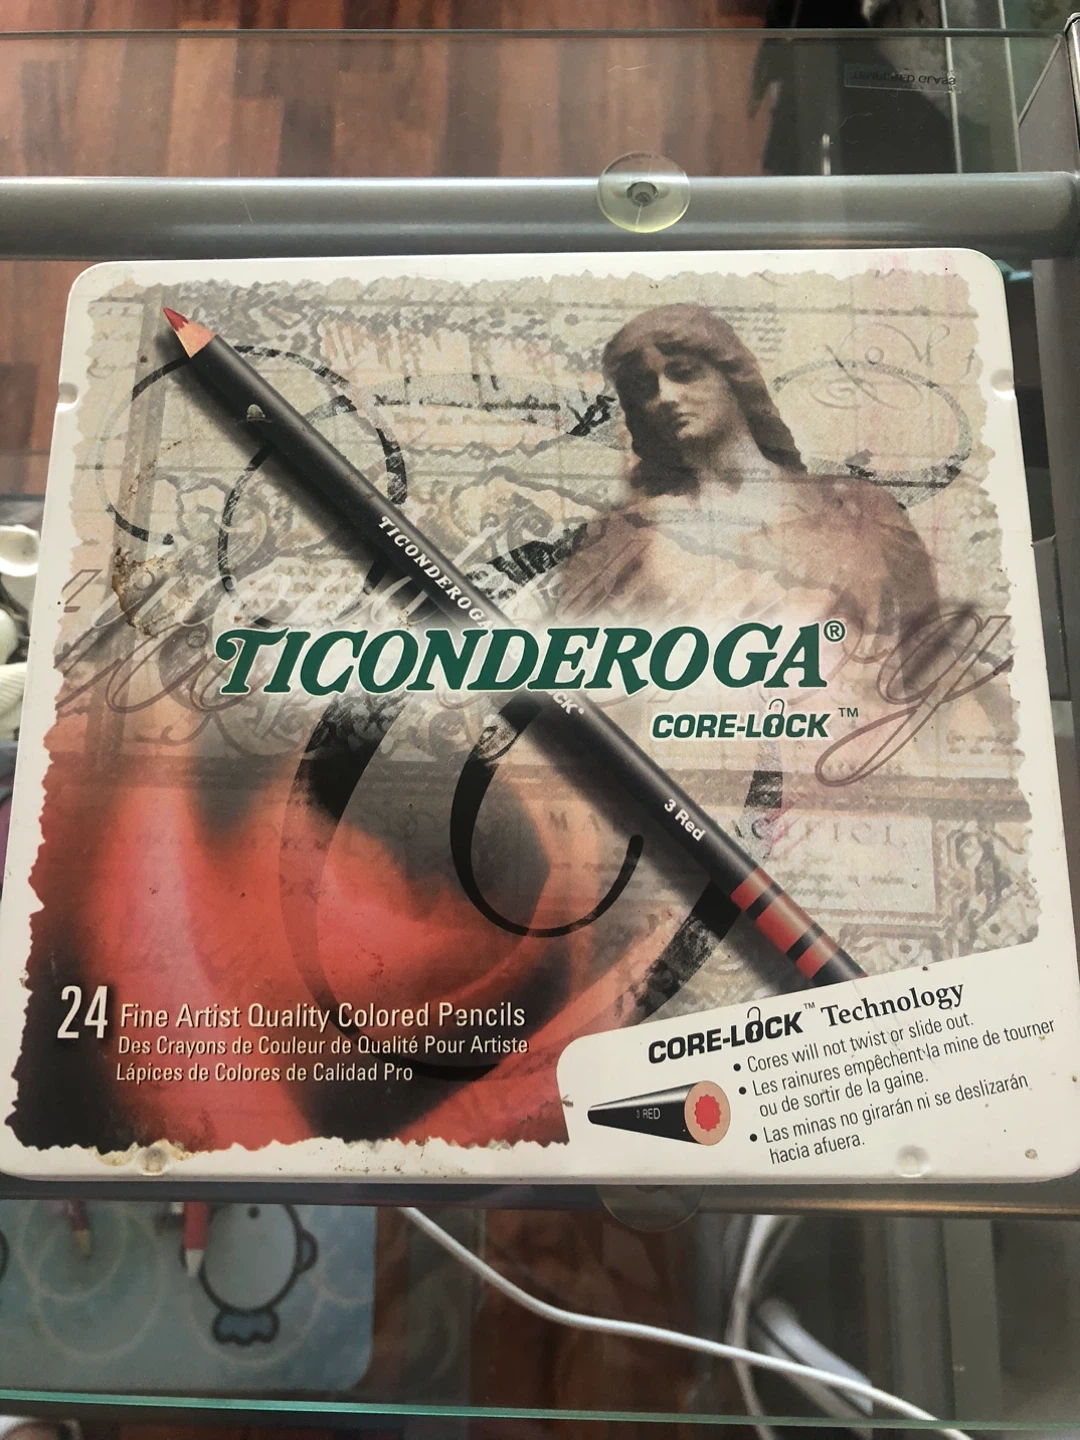 TEMPERED GLASS
TICONDEROGA
TICONDEROGA®
CORE-LOCK™
CK®
3 Red
24 Fine Artist Quality Colored Pencils
Des Crayons de Couleur de Qualité Pour Artiste
Lápices de Colores de Calidad Pro
CORE-LOCK™ Technology
• Cores will not twist or slide out.
• Les rainures empêchent la mine de tourner
ou de sortir de la gaine.
• Las minas no girarán ni se deslizarán
hacia afuera.
3 RED